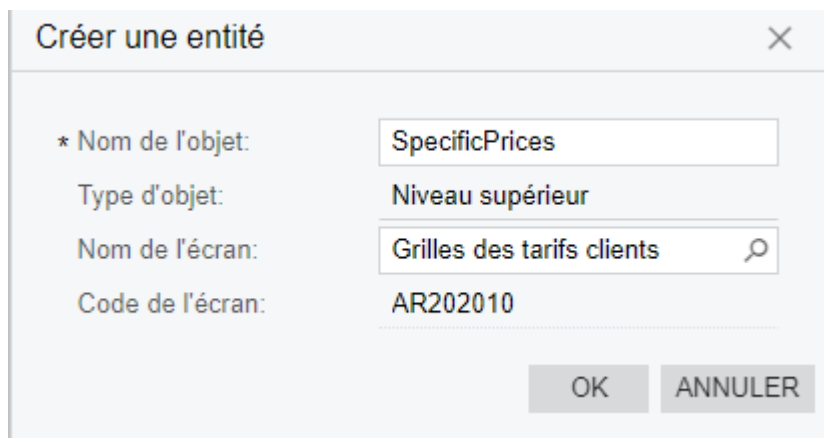 Créer une entité
* Nom de l'objet: SpecificPrices
Type d'objet: Niveau supérieur
Nom de l'écran: Grilles des tarifs clients
Code de l'écran: AR202010
OK ANNULER